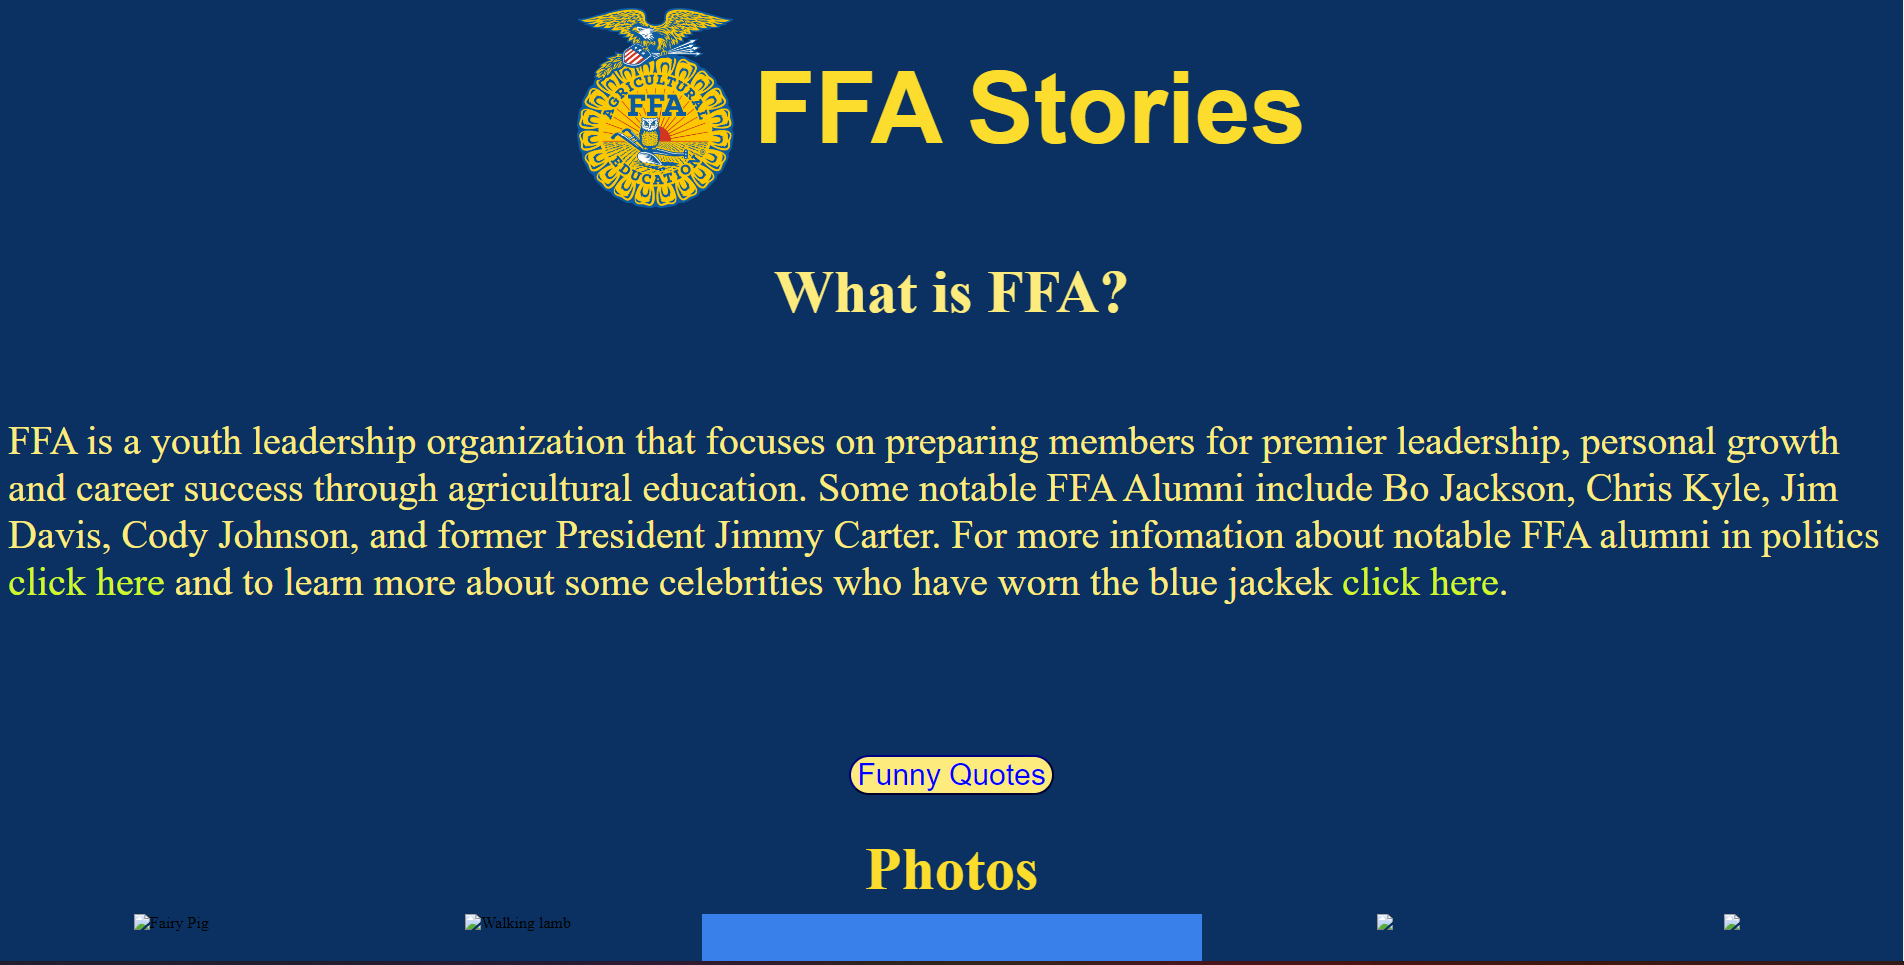 AGRICULTURAL
FFA
EDUCATION
FFA Stories
What is FFA?
FFA is a youth leadership organization that focuses on preparing members for premier leadership, personal growth
and career success through agricultural education. Some notable FFA Alumni include Bo Jackson, Chris Kyle, Jim
Davis, Cody Johnson, and former President Jimmy Carter. For more infomation about notable FFA alumni in politics
click here and to learn more about some celebrities who have worn the blue jackek click here.
Funny Quotes
Photos
Fairy Pig
Walking lamb